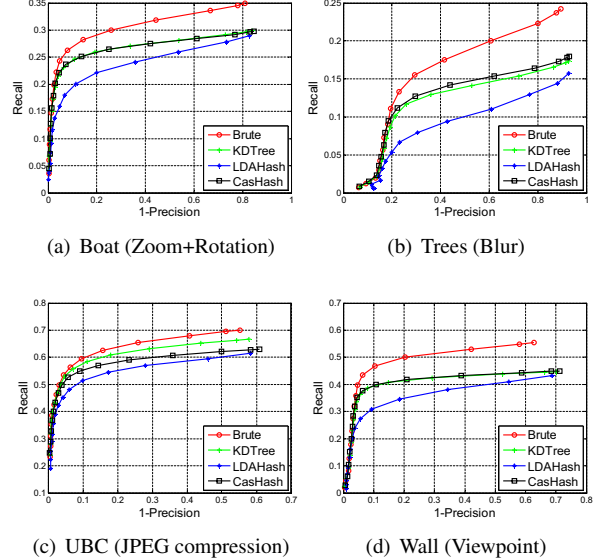 0.35
0.3
0.25
0.2
0.15
0.1
0.05
0
Recall
0 0.2 0.4 0.6 0.8 1
1-Precision
Brute
KDTree
LDAHash
CasHash
(a) Boat (Zoom+Rotation)
0.25
0.2
0.15
0.1
0.05
0
Recall
0 0.2 0.4 0.6 0.8 1
1-Precision
Brute
KDTree
LDAHash
CasHash
(b) Trees (Blur)
0.8
0.7
0.6
0.5
0.4
0.3
0.2
0.1
Recall
0 0.1 0.2 0.3 0.4 0.5 0.6 0.7
1-Precision
Brute
KDTree
LDAHash
CasHash
(c) UBC (JPEG compression)
0.7
0.6
0.5
0.4
0.3
0.2
0.1
0
Recall
0 0.1 0.2 0.3 0.4 0.5 0.6 0.7 0.8
1-Precision
Brute
KDTree
LDAHash
CasHash
(d) Wall (Viewpoint)